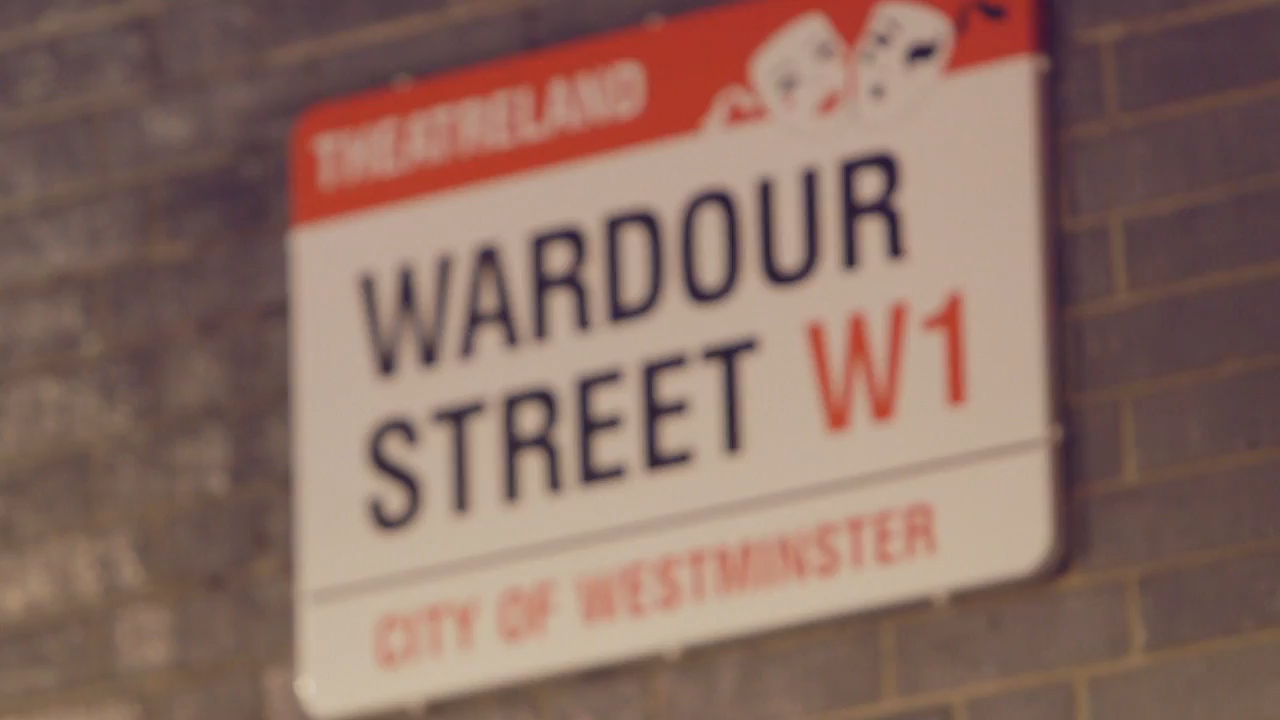 THEATRELAND
WARDOUR
STREET W1
CITY OF WESTMINSTER